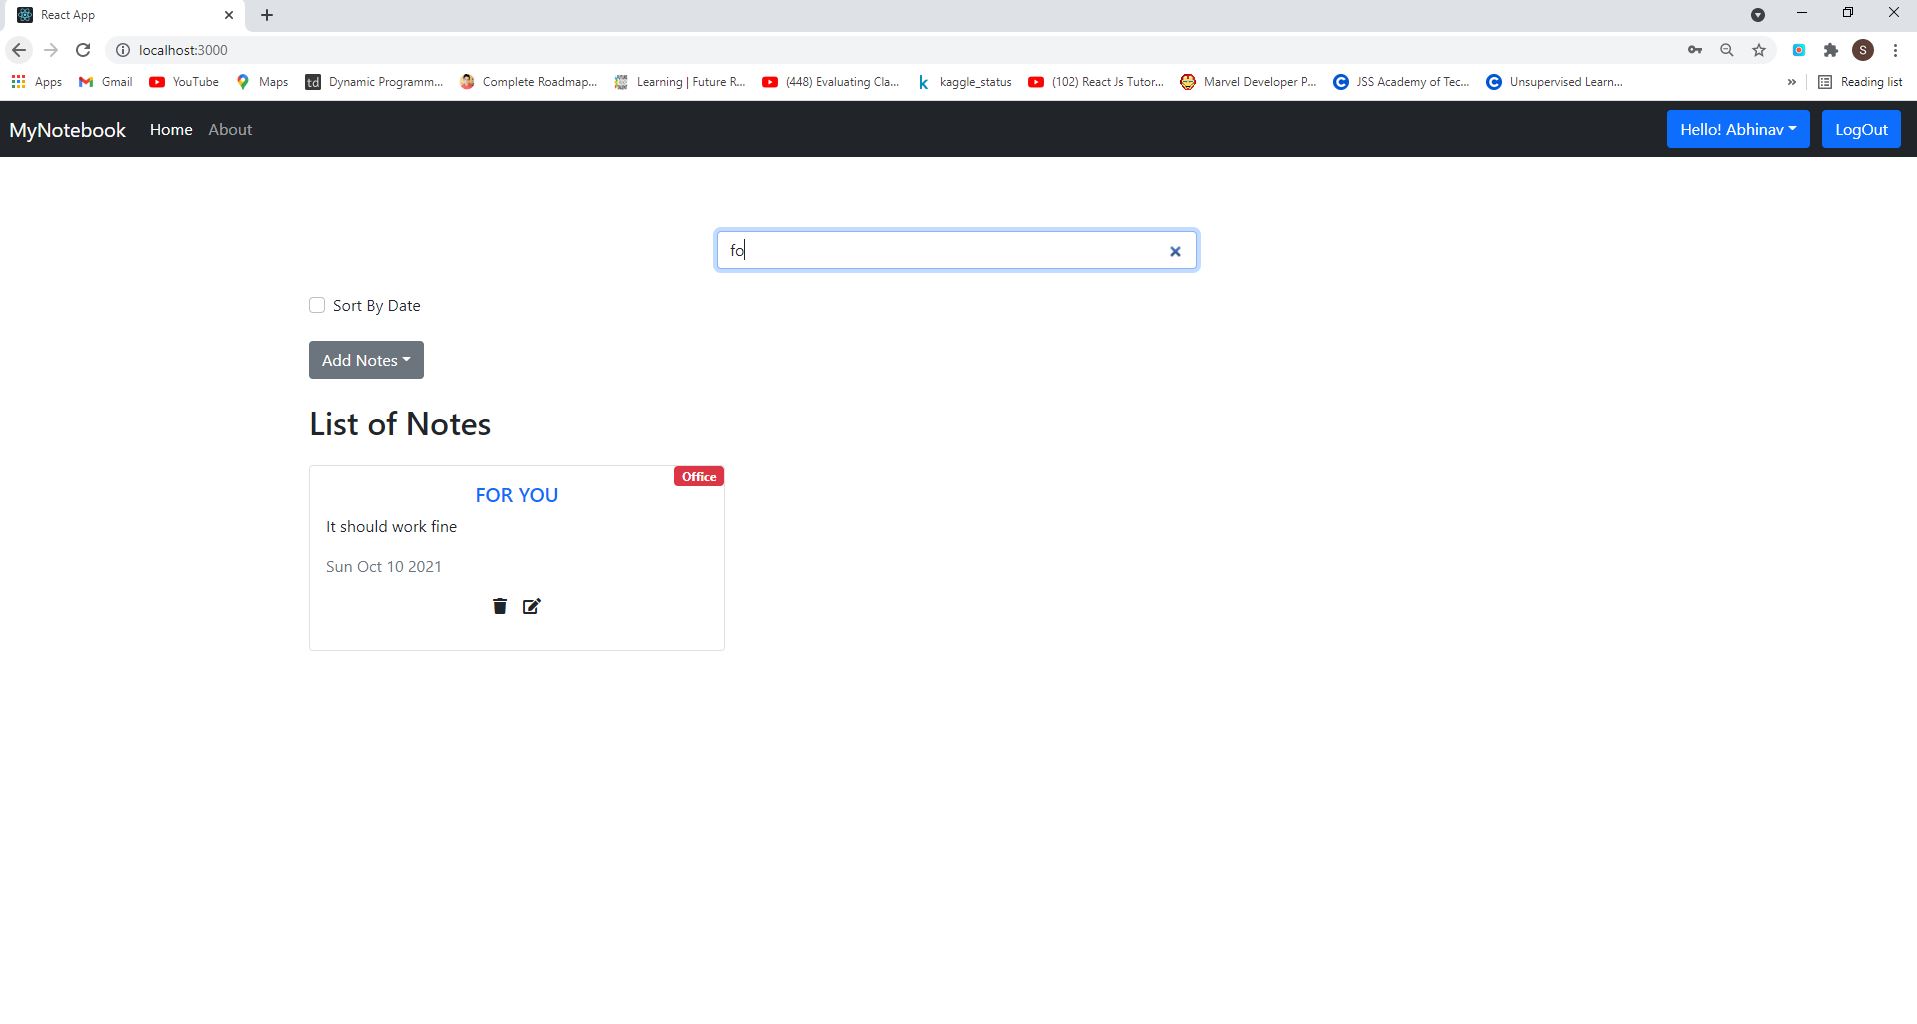 React App
localhost:3000
S
Apps Gmail YouTube Maps td Dynamic Programm... Complete Roadmap... Learning | Future R... (448) Evaluating Cla... k kaggle_status (102) React Js Tutor... Marvel Developer P... JSS Academy of Tec... Unsupervised Learn... » Reading list
MyNotebook Home About Hello! Abhinav LogOut
fo
Sort By Date
Add Notes
List of Notes
Office
FOR YOU
It should work fine
Sun Oct 10 2021